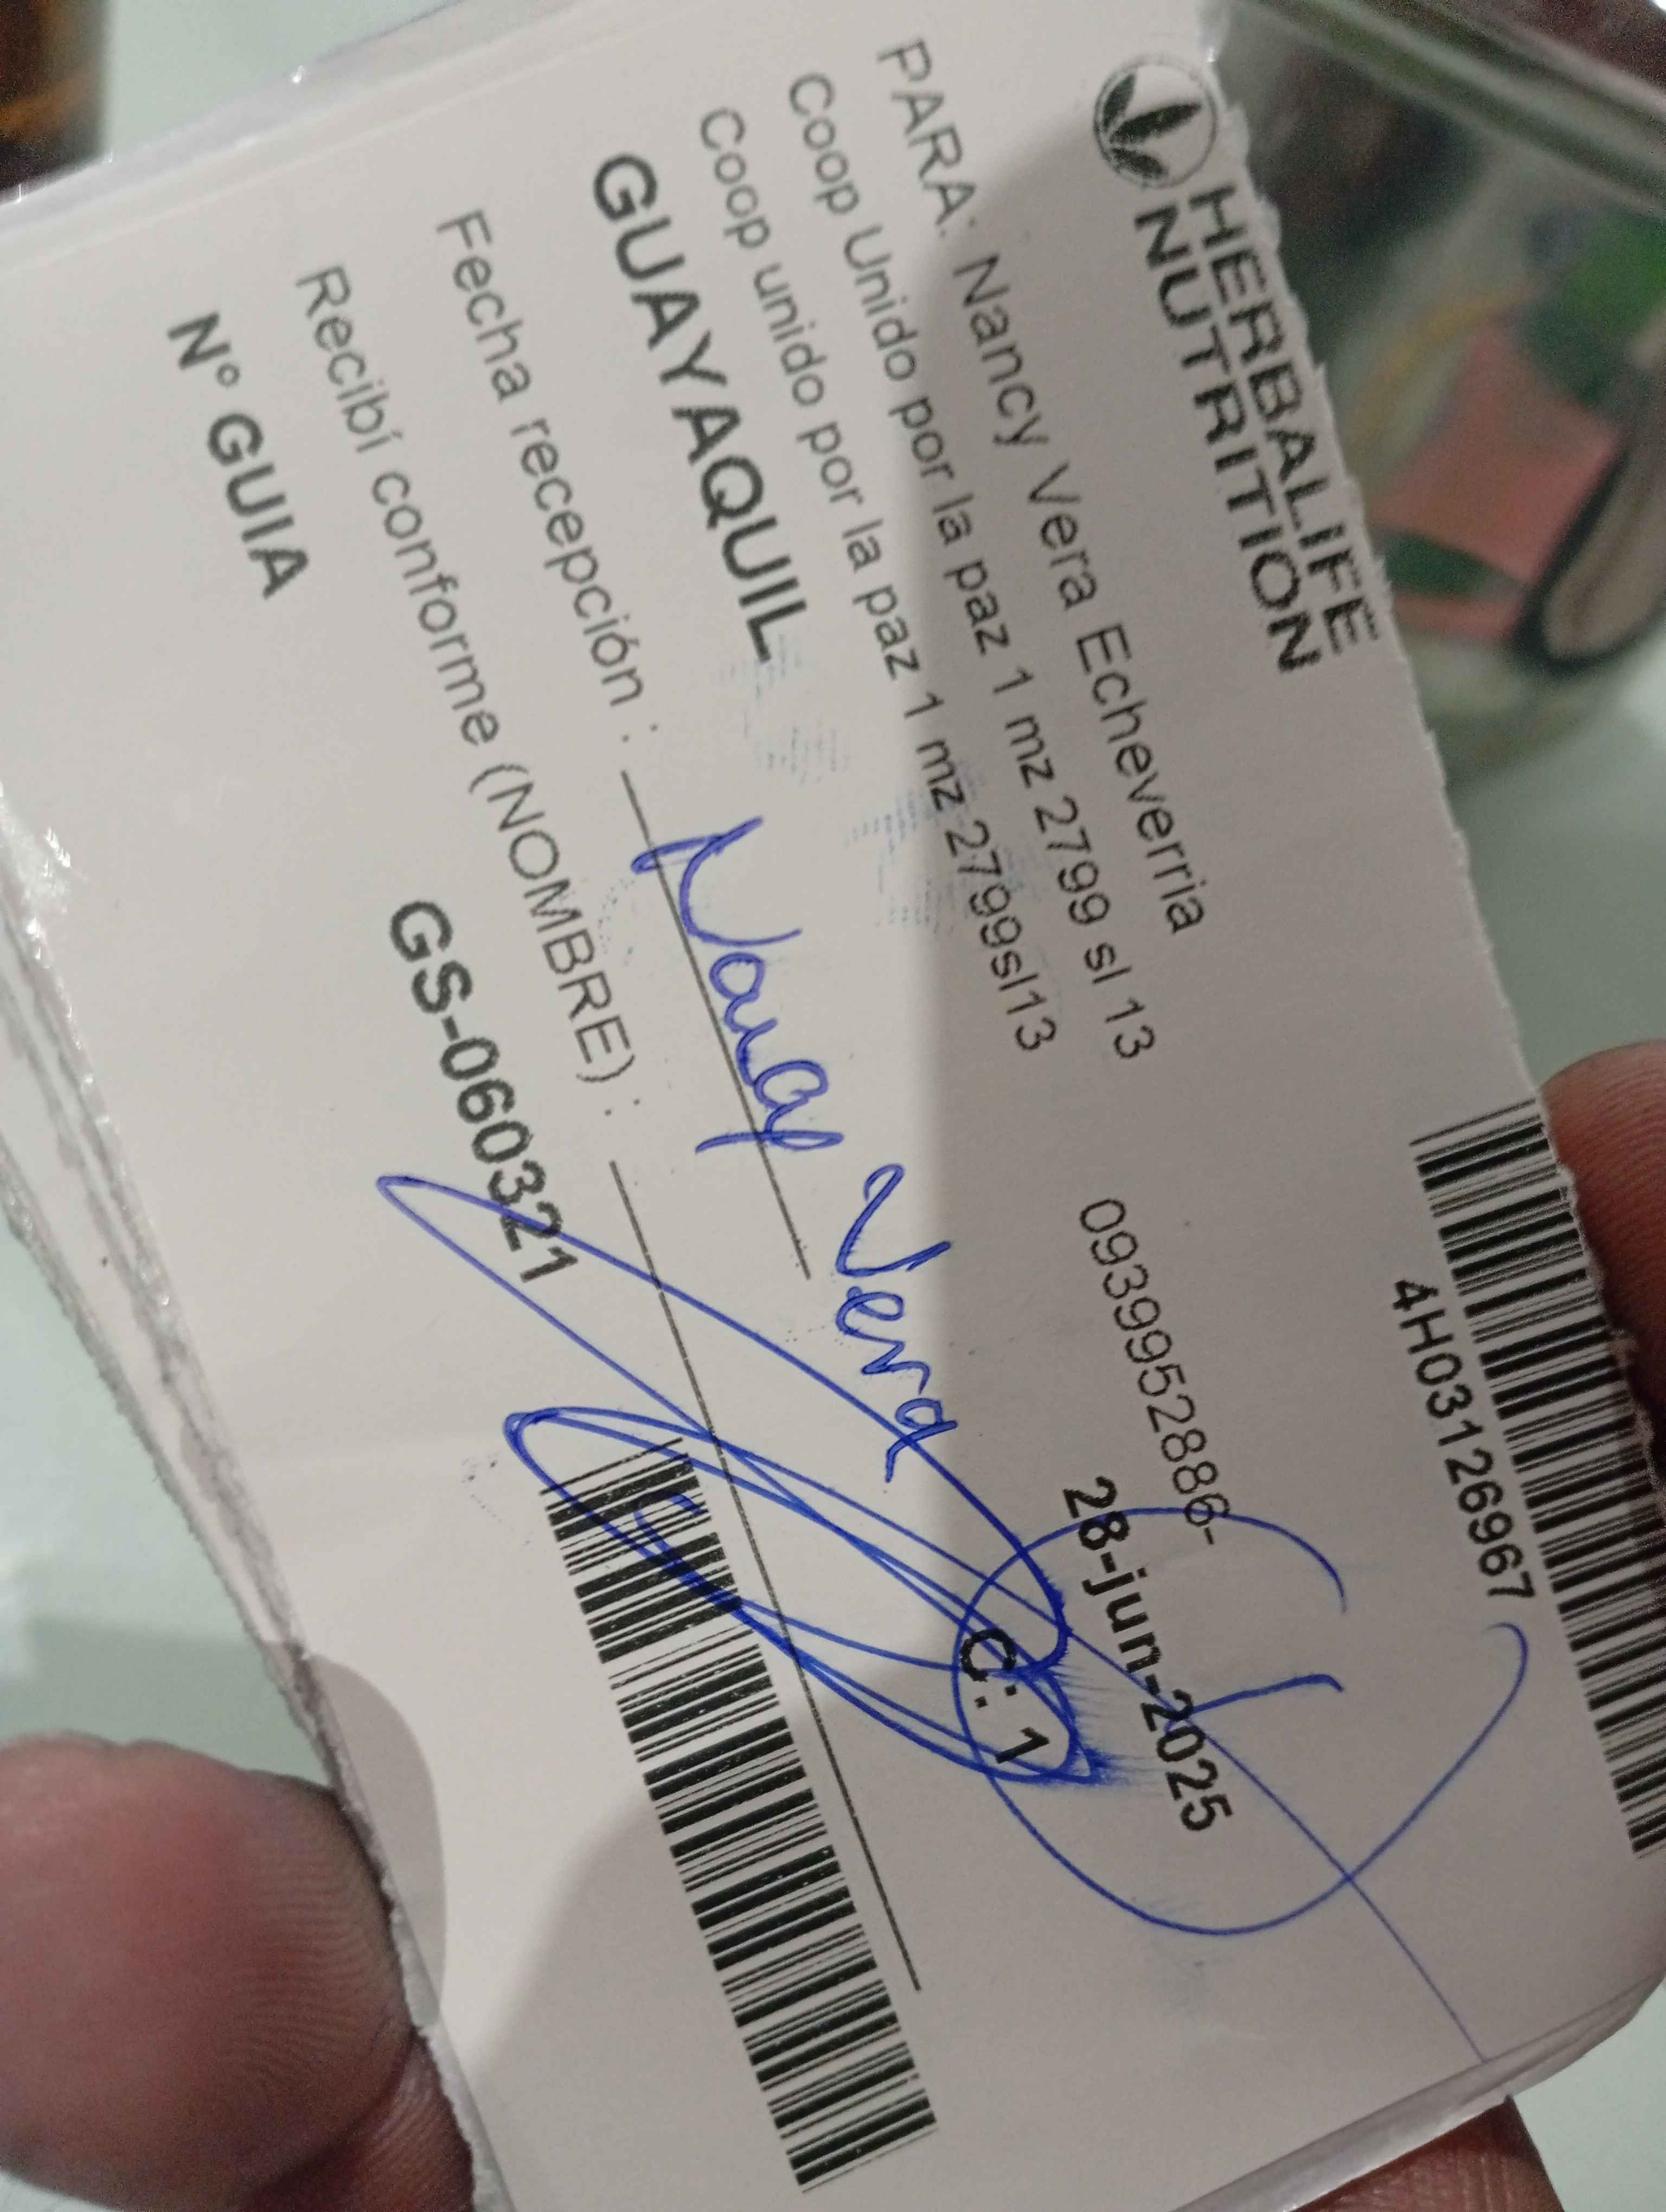 HERBALIFE
NUTRITION
4H03126967
PARA: Nancy Vera Echeverria
Coop Unido por la paz 1 mz 2799 sl 13
0939952886-
Coop unido por la paz 1 mz 2799sl13
28-jun-2025
GUAYAQUIL
C: 1
Fecha recepción :
Nancy Vera
Recibí conforme (NOMBRE) :
N° GUIA
GS-060321